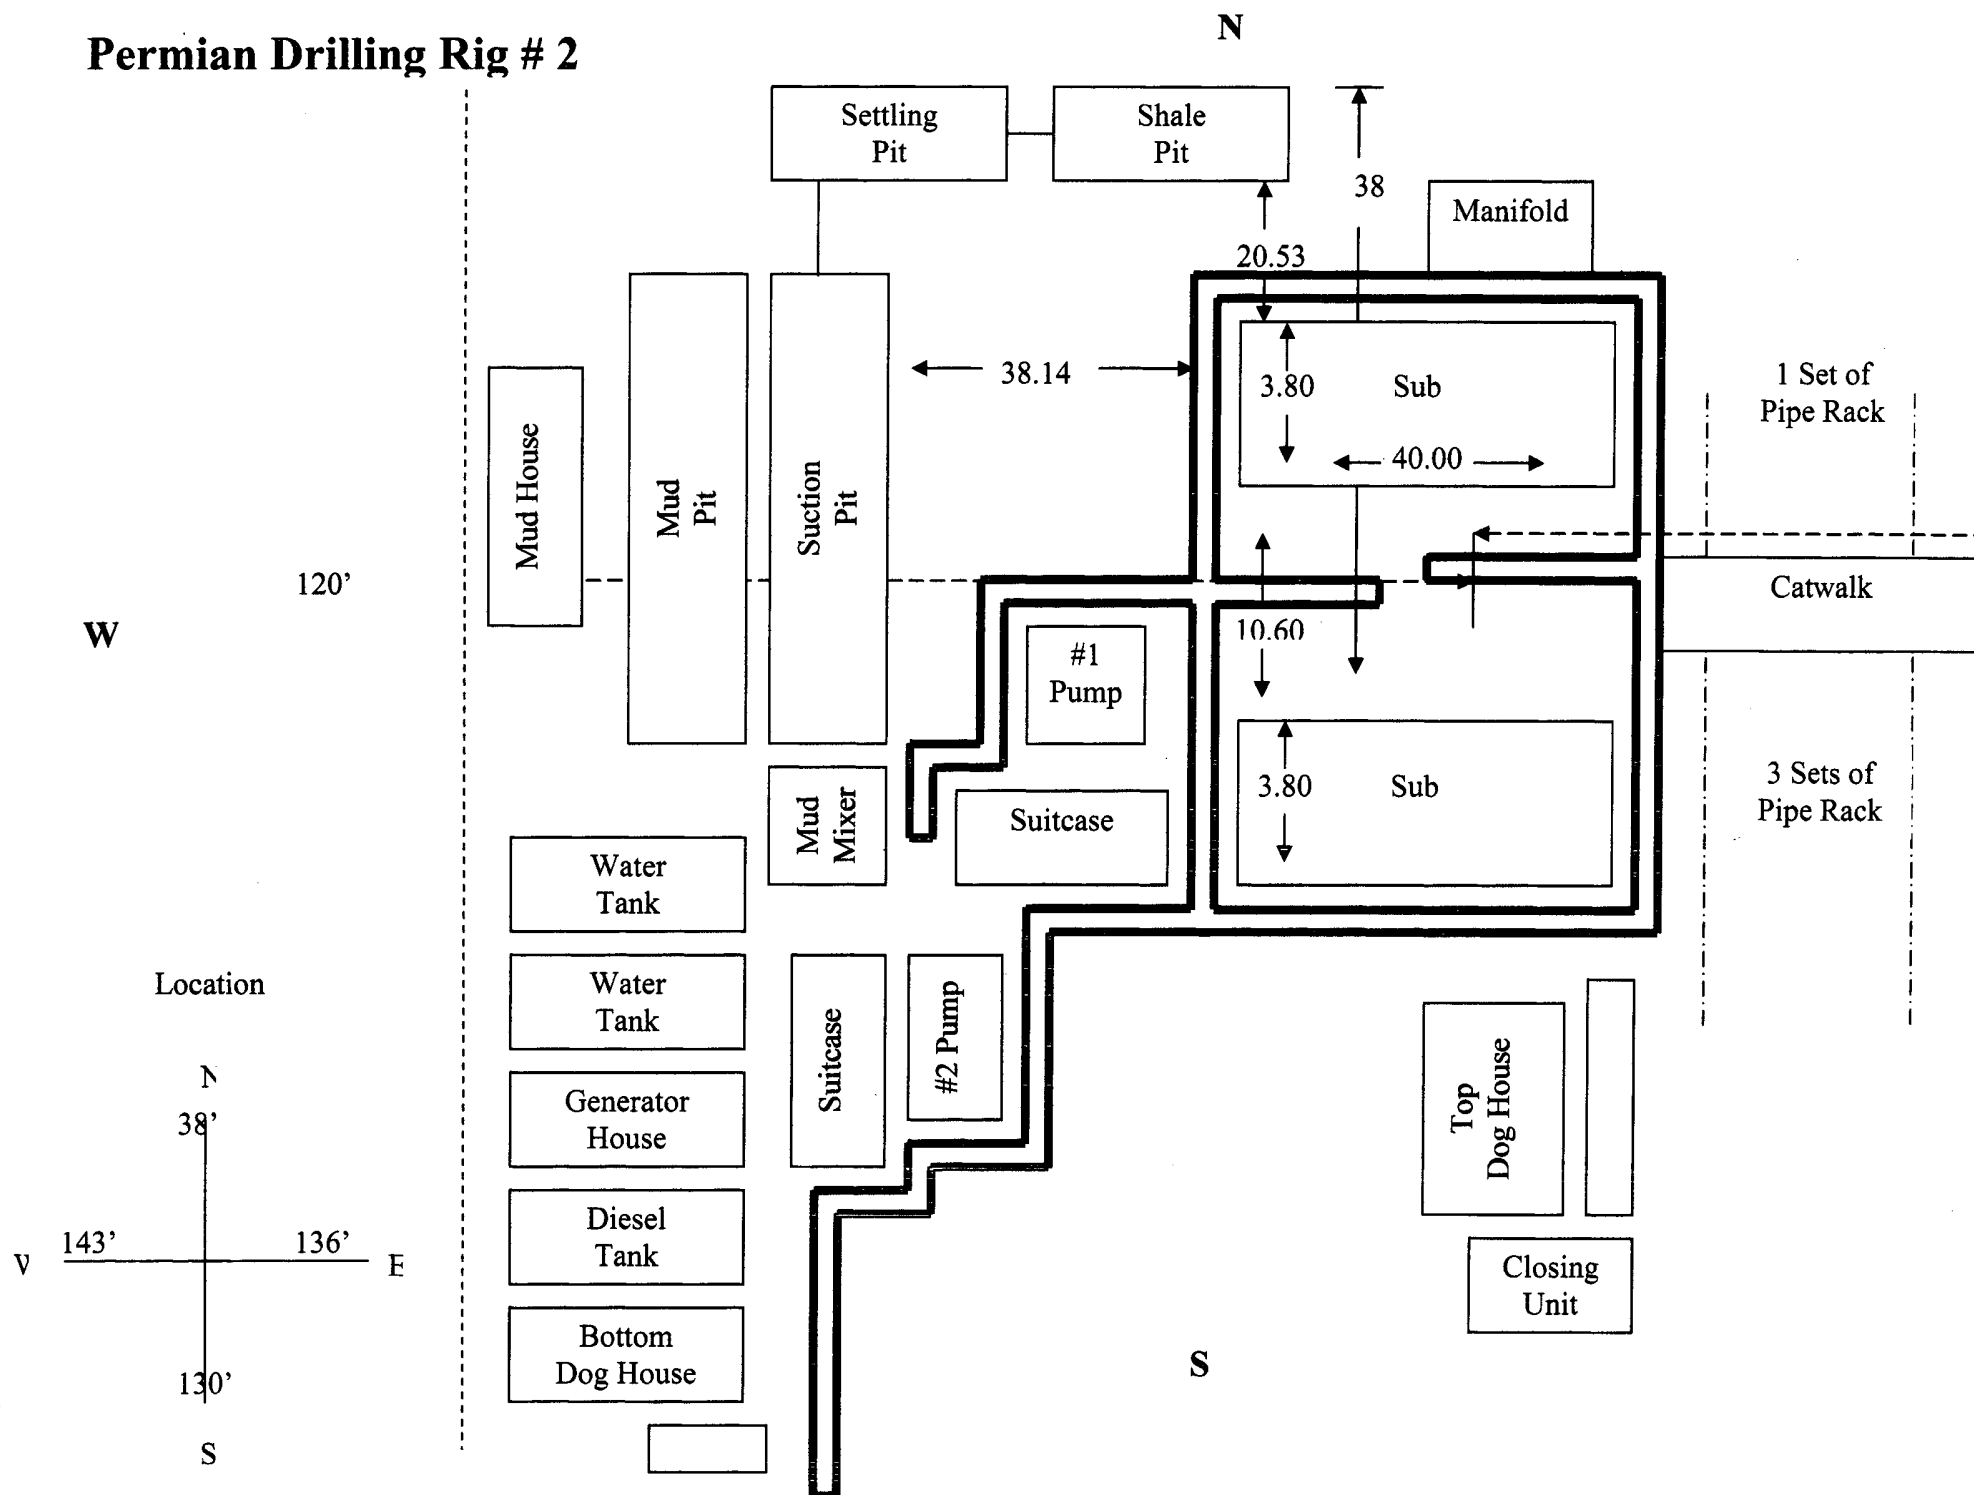 N
Permian Drilling Rig # 2
Settling
Pit
Shale
Pit
38
Manifold
20.53
38.14
3.80
Sub
40.00
1 Set of
Pipe Rack
Mud House
Mud
Pit
Suction
Pit
120’
W
Catwalk
10.60
#1
Pump
3.80
Sub
3 Sets of
Pipe Rack
Mud
Mixer
Suitcase
Water
Tank
Location
Water
Tank
Suitcase
#2 Pump
Top
Dog House
N
38’
Generator
House
143’
136’
W
E
Diesel
Tank
Closing
Unit
Bottom
Dog House
S
130’
S